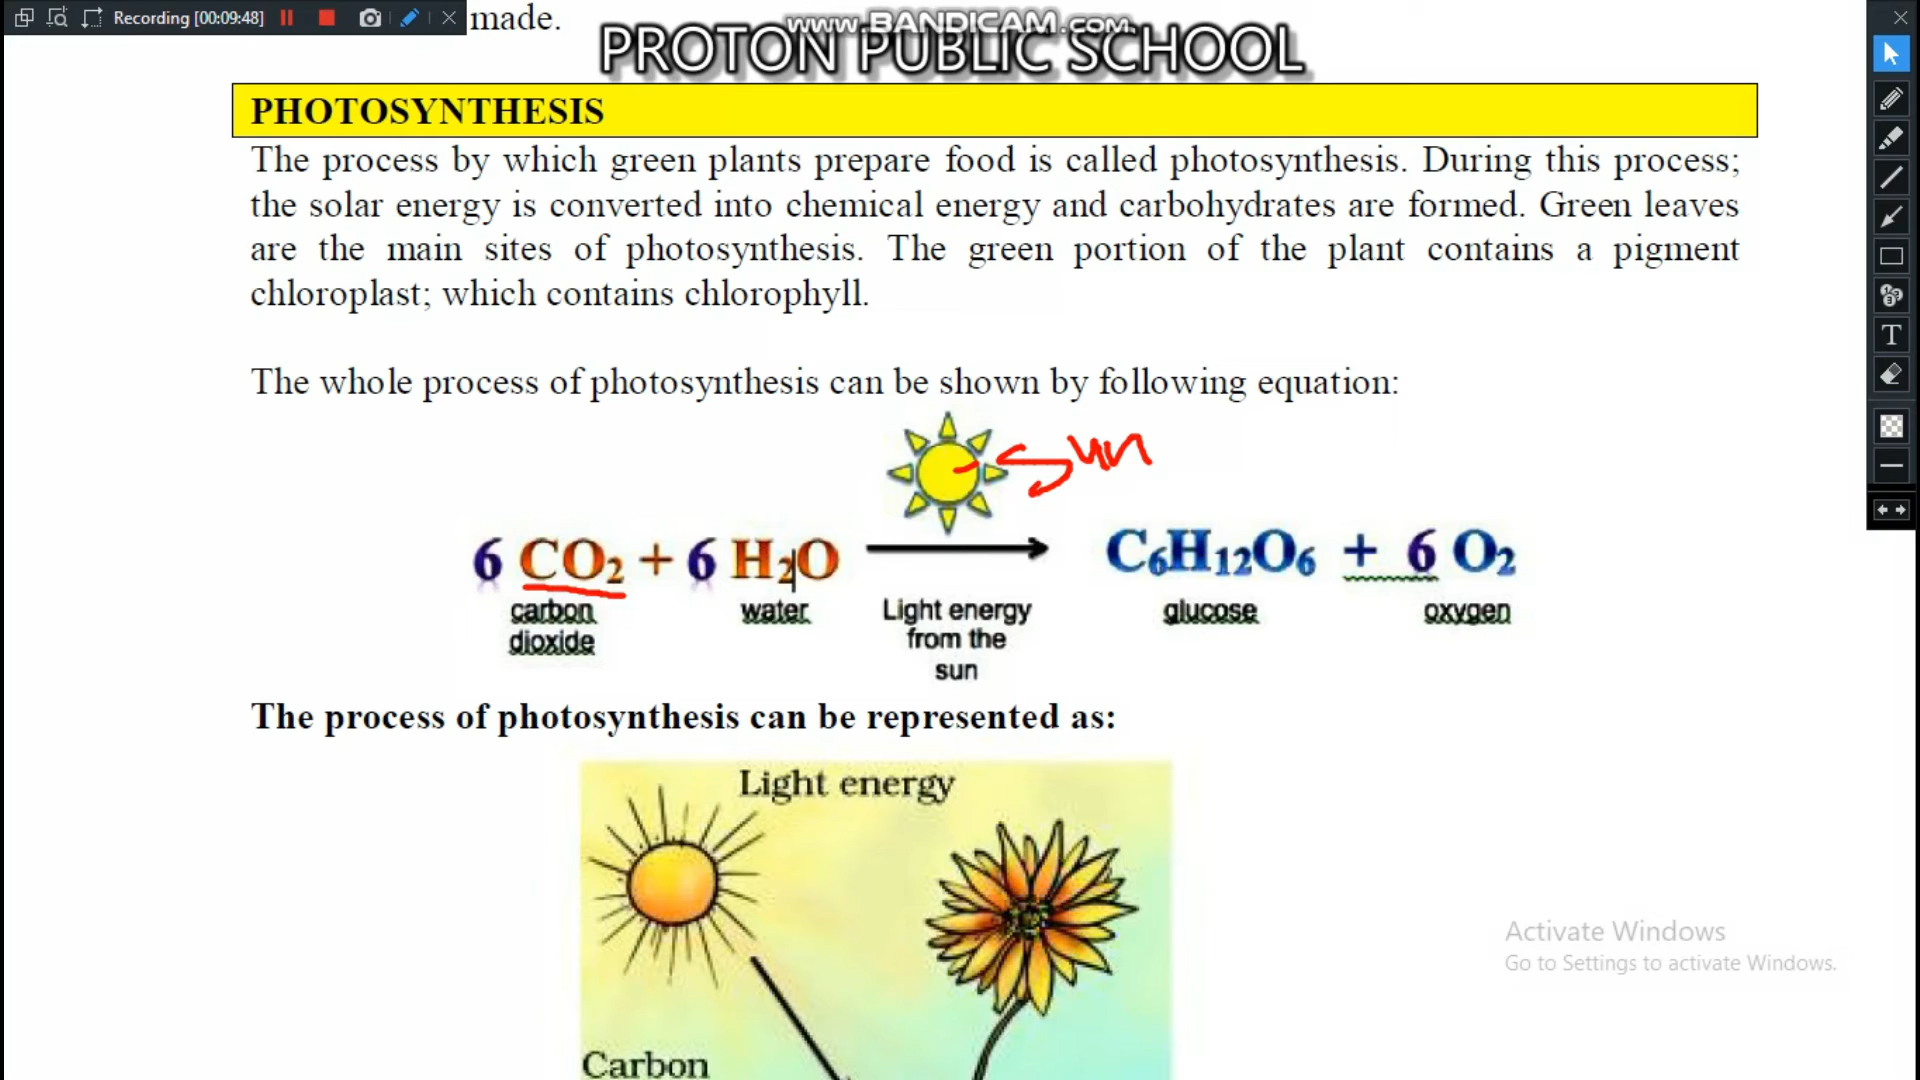 Recording [00:09:48]
made.
www.BANDICAM.com
PROTON PUBLIC SCHOOL
PHOTOSYNTHESIS
The process by which green plants prepare food is called photosynthesis. During this process;
the solar energy is converted into chemical energy and carbohydrates are formed. Green leaves
are the main sites of photosynthesis. The green portion of the plant contains a pigment
chloroplast; which contains chlorophyll.
The whole process of photosynthesis can be shown by following equation:
Sun
6 CO₂ + 6 H₂O C₆H₁₂O₆ + 6 O₂
carbon dioxide water Light energy from the sun glucose oxygen
The process of photosynthesis can be represented as:
Light energy
Carbon
Activate Windows
Go to Settings to activate Windows.
T